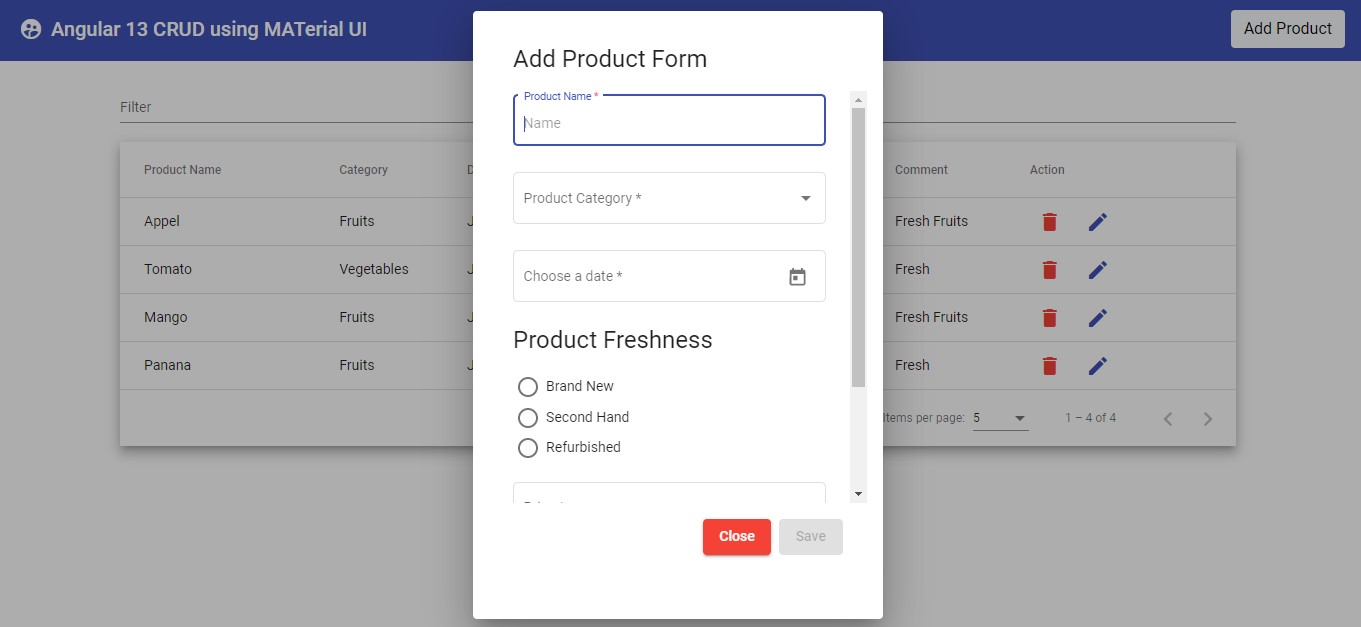 Angular 13 CRUD using MATerial UI
Add Product
Filter
Product Name Category Comment Action
Appel Fruits Fresh Fruits
Tomato Vegetables Fresh
Mango Fruits Fresh Fruits
Panana Fruits Fresh
Items per page: 5 1 – 4 of 4
Add Product Form
Product Name *
Name
Product Category *
Choose a date *
Product Freshness
Brand New
Second Hand
Refurbished
Close Save